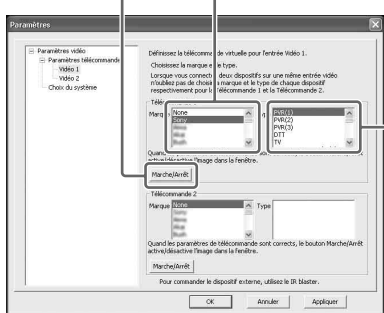 Paramètres
Paramètres vidéo
Paramètres télécommande
Vidéo 1
Vidéo 2
Choix du système
Définissez la télécommande virtuelle pour l'entrée Vidéo 1.
Choisissez la marque et le type.
Lorsque vous connectez deux dispositifs sur une même entrée vidéo
n'oubliez pas de choisir la marque et le type de chaque dispositif
respectivement pour la Télécommande 1 et la Télécommande 2.
None
Sony
PVR(1)
PVR(2)
PVR(3)
DTT
TV
active/désactive l'image dans la fenêtre.
Marche/Arrêt
Télécommande 2
Marque
None
Sony
Type
Quand les paramètres de télécommande sont corrects, le bouton Marche/Arrêt
active/désactive l'image dans la fenêtre.
Marche/Arrêt
Pour commander le dispositif externe, utilisez le IR blaster.
OK
Annuler
Appliquer